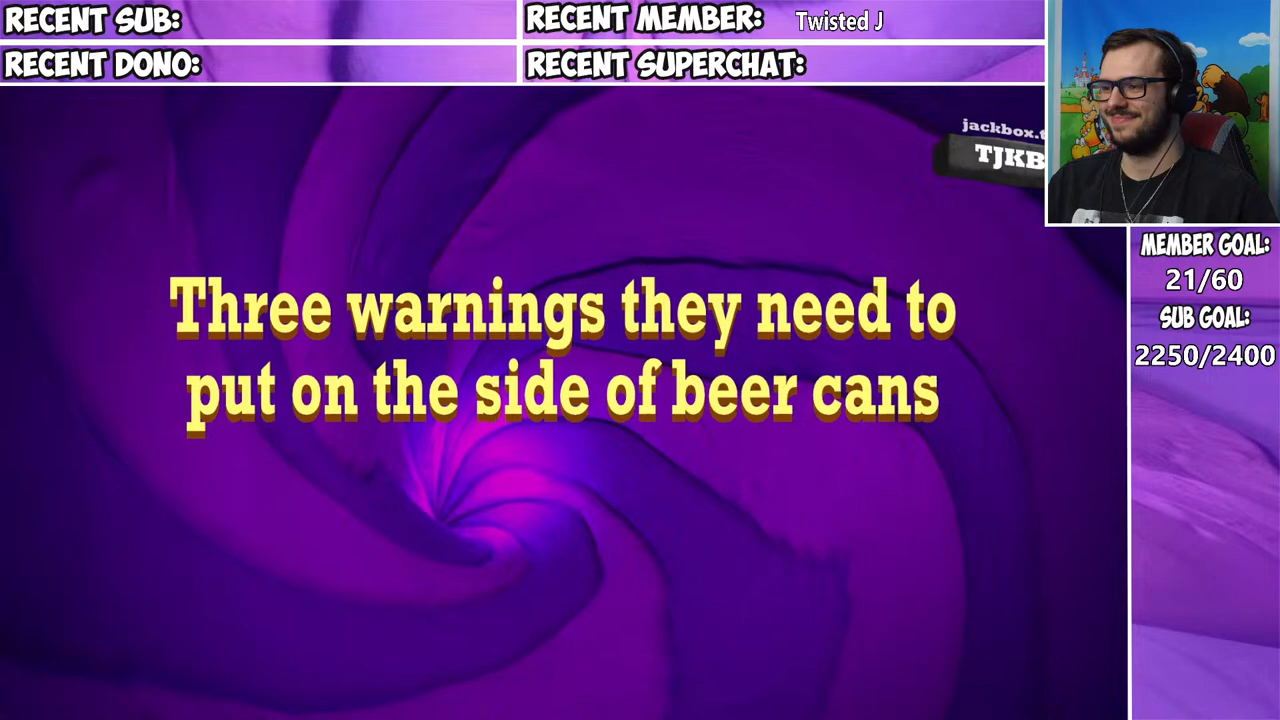 RECENT SUB:
RECENT MEMBER: Twisted J
RECENT DONO:
RECENT SUPERCHAT:
jackbox.t
TJKB
Three warnings they need to
put on the side of beer cans
MEMBER GOAL:
21/60
SUB GOAL:
2250/2400